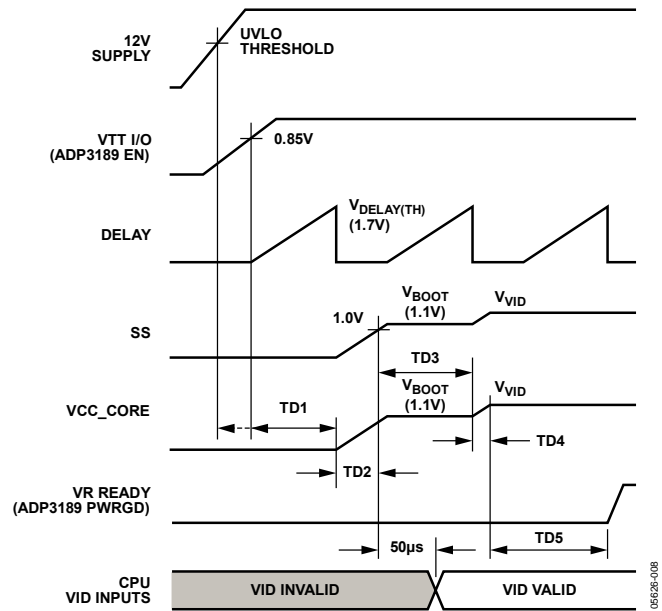 12V
SUPPLY
UVLO
THRESHOLD
VTT I/O
(ADP3189 EN)
0.85V
DELAY
VDELAY(TH)
(1.7V)
SS
1.0V
VBOOT
(1.1V)
VVID
TD3
VCC_CORE
TD1
VBOOT
(1.1V)
VVID
TD2
TD4
VR READY
(ADP3189 PWRGD)
50µs
TD5
CPU
VID INPUTS
VID INVALID
VID VALID
05626-008